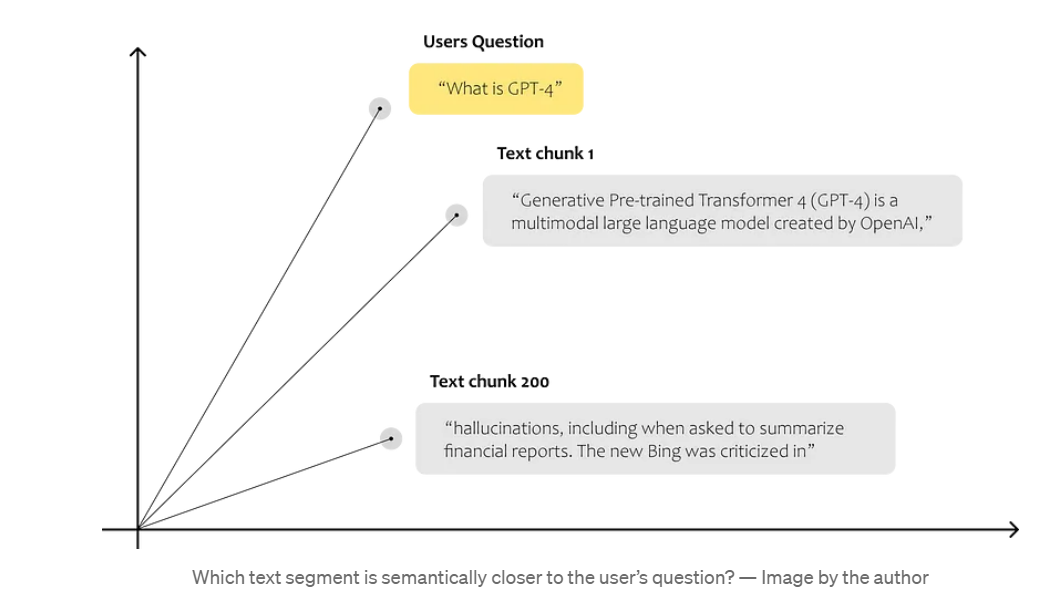 Users Question
“What is GPT-4”
Text chunk 1
“Generative Pre-trained Transformer 4 (GPT-4) is a
multimodal large language model created by OpenAI,”
Text chunk 200
“hallucinations, including when asked to summarize
financial reports. The new Bing was criticized in”
Which text segment is semantically closer to the user’s question? — Image by the author